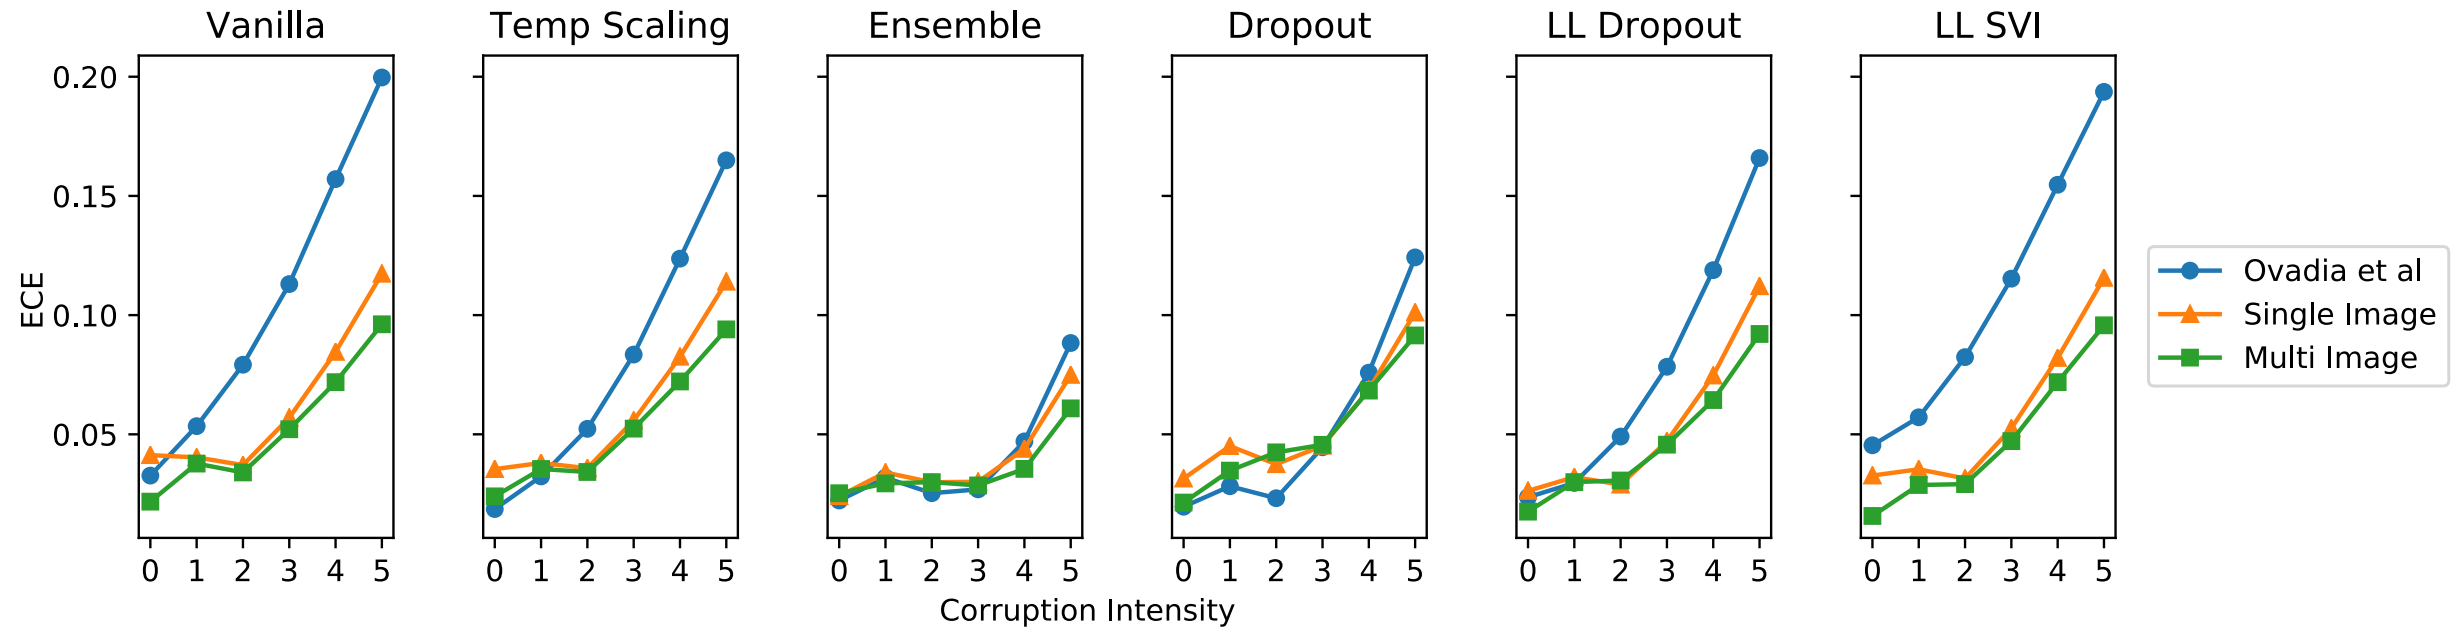 Vanilla Temp Scaling Ensemble Dropout LL Dropout LL SVI
0.20
0.15
0.10
0.05
ECE
0 1 2 3 4 5 0 1 2 3 4 5 0 1 2 3 4 5 0 1 2 3 4 5 0 1 2 3 4 5 0 1 2 3 4 5
Corruption Intensity
Ovadia et al
Single Image
Multi Image